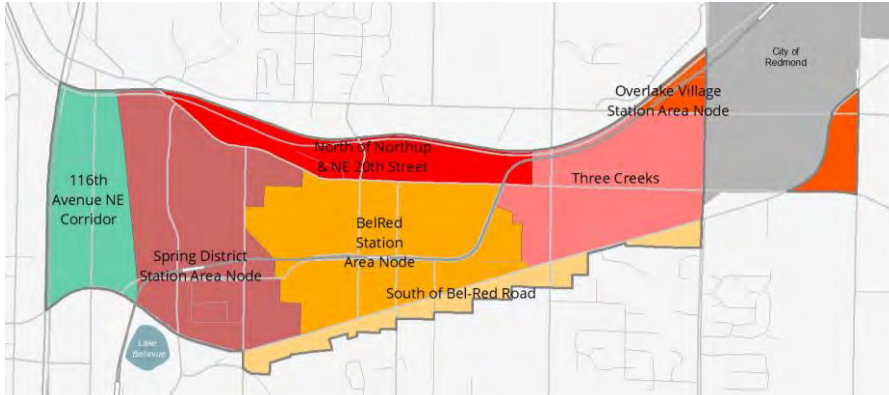 City of
Redmond
Overlake Village
Station Area Node
North of Northup
& NE 20th Street
Three Creeks
116th
Avenue NE
Corridor
BelRed
Station
Area Node
Spring District
Station Area Node
South of Bel-Red Road
Lake
Bellevue